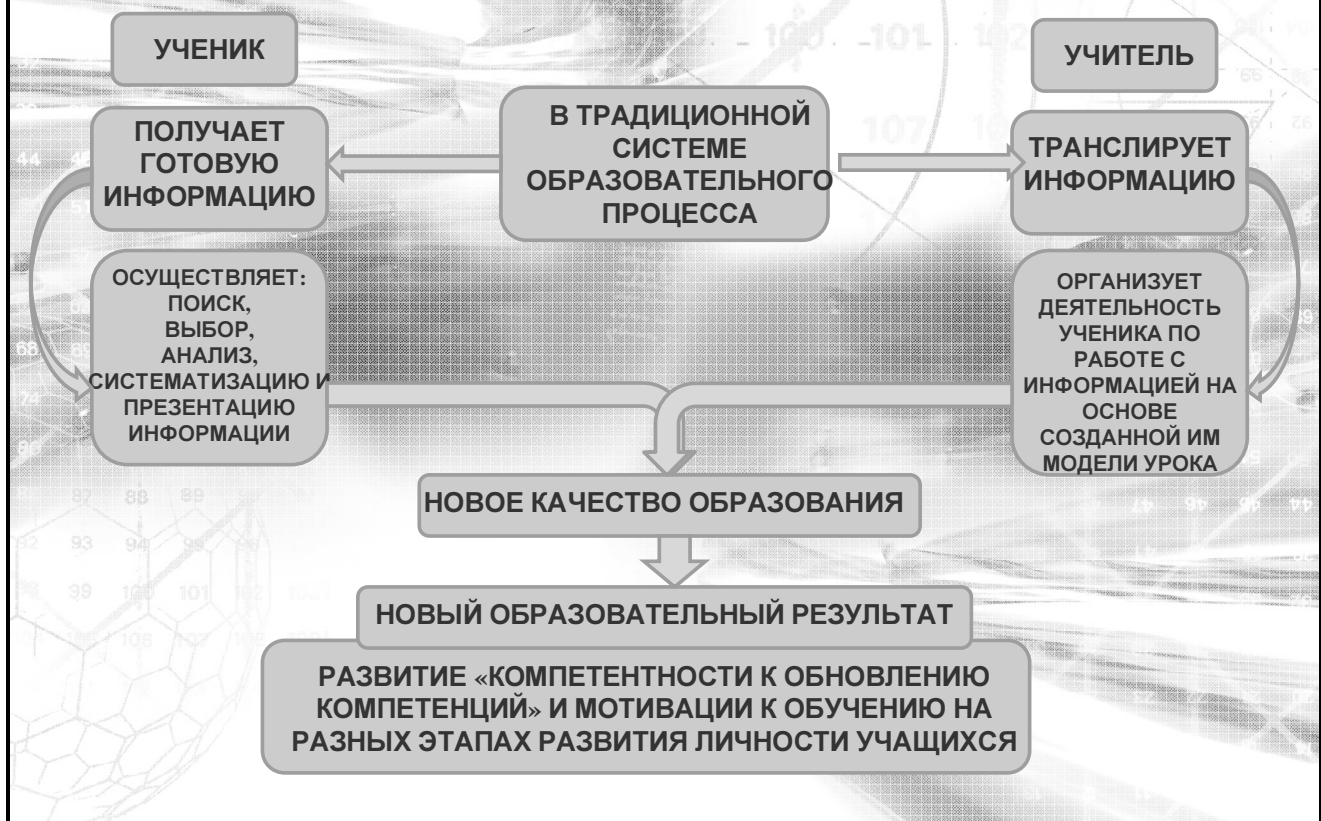 УЧЕНИК
УЧИТЕЛЬ
В ТРАДИЦИОННОЙ
СИСТЕМЕ
ОБРАЗОВАТЕЛЬНОГО
ПРОЦЕССА
ПОЛУЧАЕТ
ГОТОВУЮ
ИНФОРМАЦИЮ
ТРАНСЛИРУЕТ
ИНФОРМАЦИЮ
ОСУЩЕСТВЛЯЕТ:
ПОИСК,
ВЫБОР,
АНАЛИЗ,
СИСТЕМАТИЗАЦИЮ И
ПРЕЗЕНТАЦИЮ
ИНФОРМАЦИИ
ОРГАНИЗУЕТ
ДЕЯТЕЛЬНОСТЬ
УЧЕНИКА ПО
РАБОТЕ С
ИНФОРМАЦИЕЙ НА
ОСНОВЕ
СОЗДАННОЙ ИМ
МОДЕЛИ УРОКА
НОВОЕ КАЧЕСТВО ОБРАЗОВАНИЯ
НОВЫЙ ОБРАЗОВАТЕЛЬНЫЙ РЕЗУЛЬТАТ
РАЗВИТИЕ «КОМПЕТЕНТНОСТИ К ОБНОВЛЕНИЮ
КОМПЕТЕНЦИЙ» И МОТИВАЦИИ К ОБУЧЕНИЮ НА
РАЗНЫХ ЭТАПАХ РАЗВИТИЯ ЛИЧНОСТИ УЧАЩИХСЯ